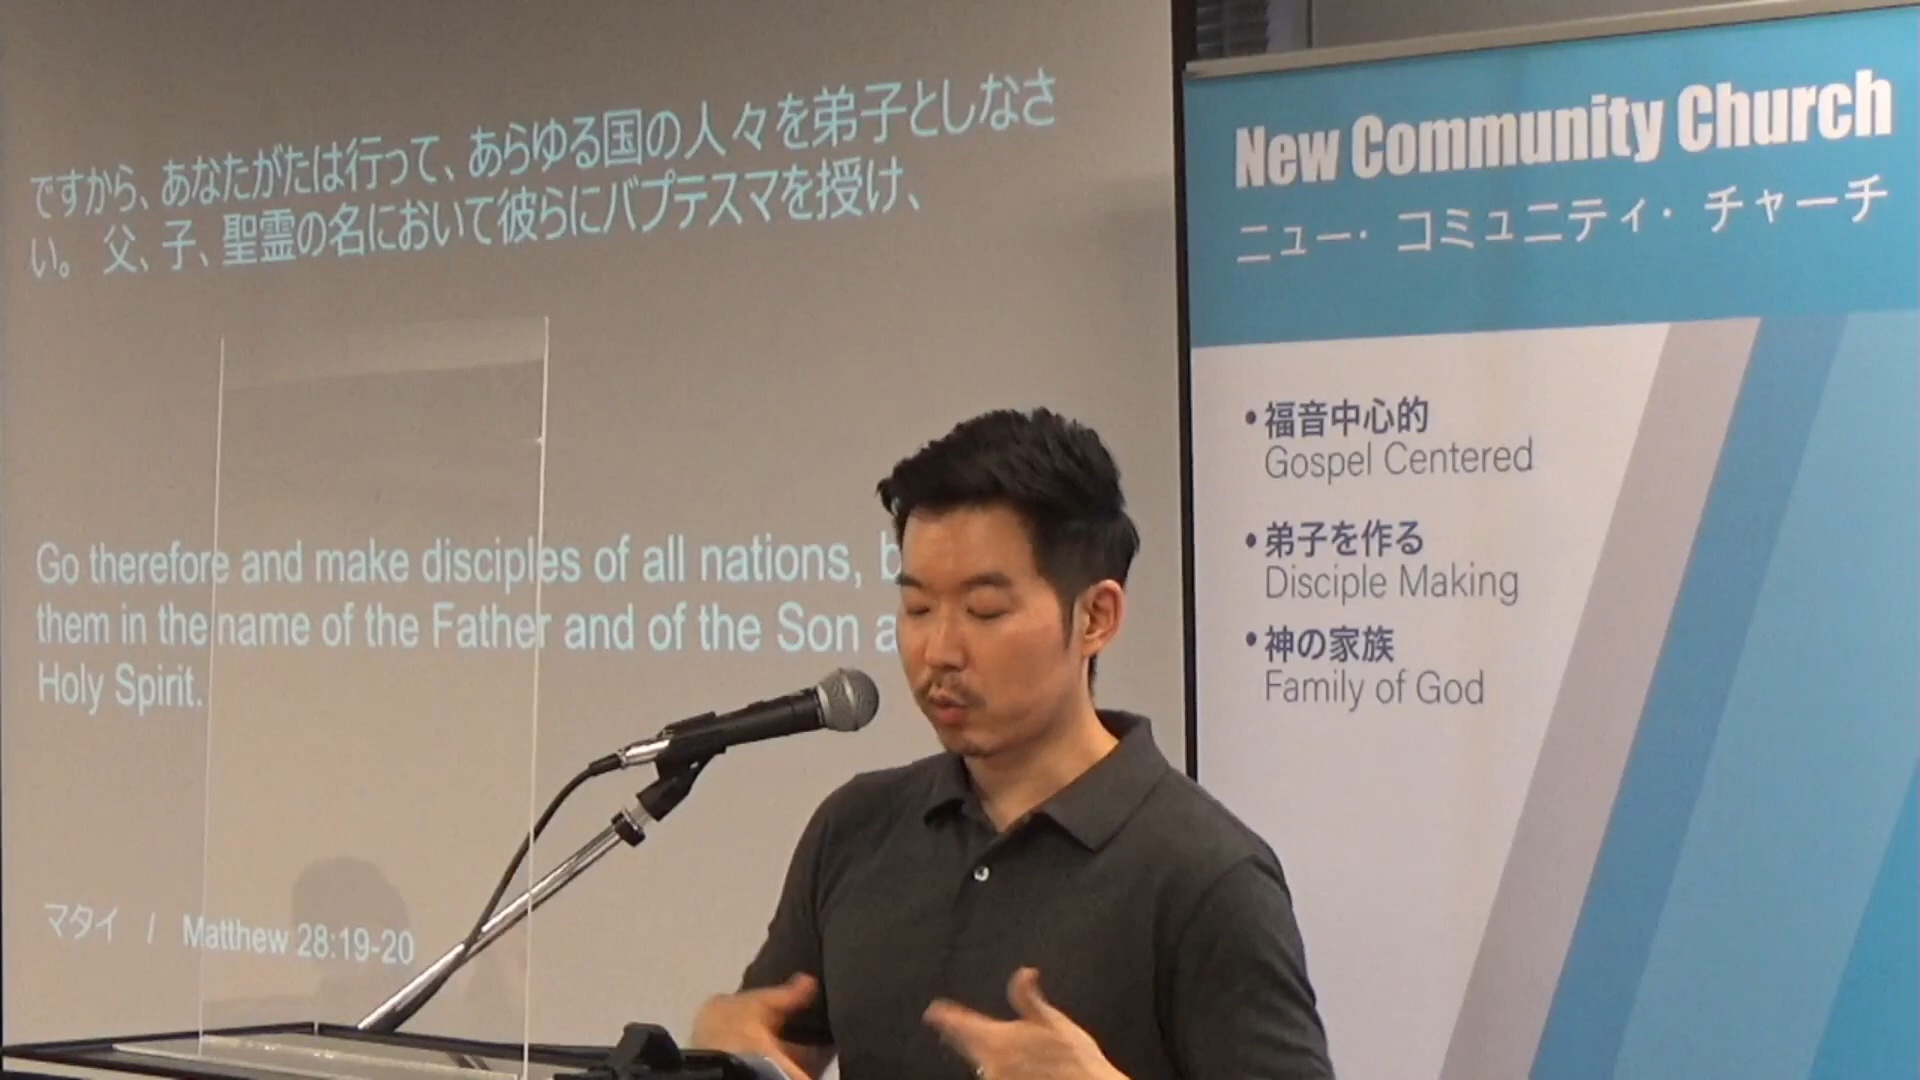 ですから、あなたがたは行って、あらゆる国の人々を弟子としなさ
い。 父、子、聖霊の名において彼らにバプテスマを授け、
Go therefore and make disciples of all nations,
them in the name of the Father and of the Son
Holy Spirit.
マタイ / Matthew 28:19-20
New Community Church
ニュー・コミュニティ・チャーチ
•福音中心的
Gospel Centered
•弟子を作る
Disciple Making
•神の家族
Family of God